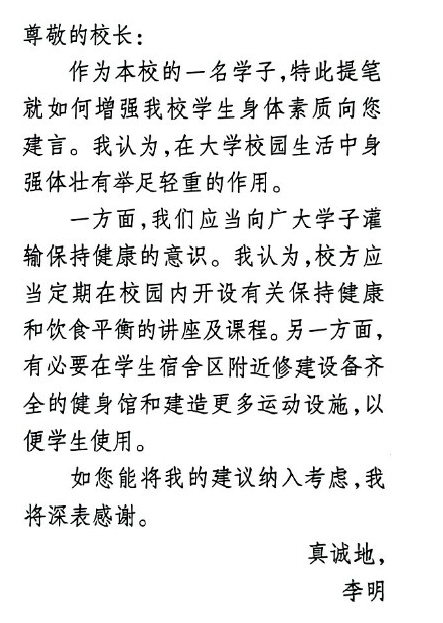 尊敬的校长:
作为本校的一名学子,特此提笔
就如何增强我校学生身体素质向您
建言。我认为,在大学校园生活中身
强体壮有举足轻重的作用。
一方面,我们应当向广大学子灌
输保持健康的意识。我认为,校方应
当定期在校园内开设有关保持健康
和饮食平衡的讲座及课程。另一方面,
有必要在学生宿舍区附近修建设备齐
全的健身馆和建造更多运动设施,以
便学生使用。
如您能将我的建议纳入考虑,我
将深表感谢。
真诚地,
李明